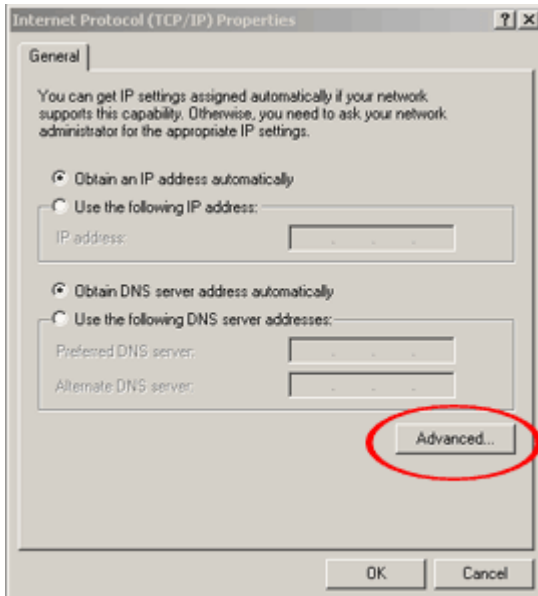 Internet Protocol (TCP/IP) Properties
General
You can get IP settings assigned automatically if your network
supports this capability. Otherwise, you need to ask your network
administrator for the appropriate IP settings.
Obtain an IP address automatically
Use the following IP address:
IP address:
Obtain DNS server address automatically
Use the following DNS server addresses:
Preferred DNS server:
Alternate DNS server:
Advanced...
OK Cancel